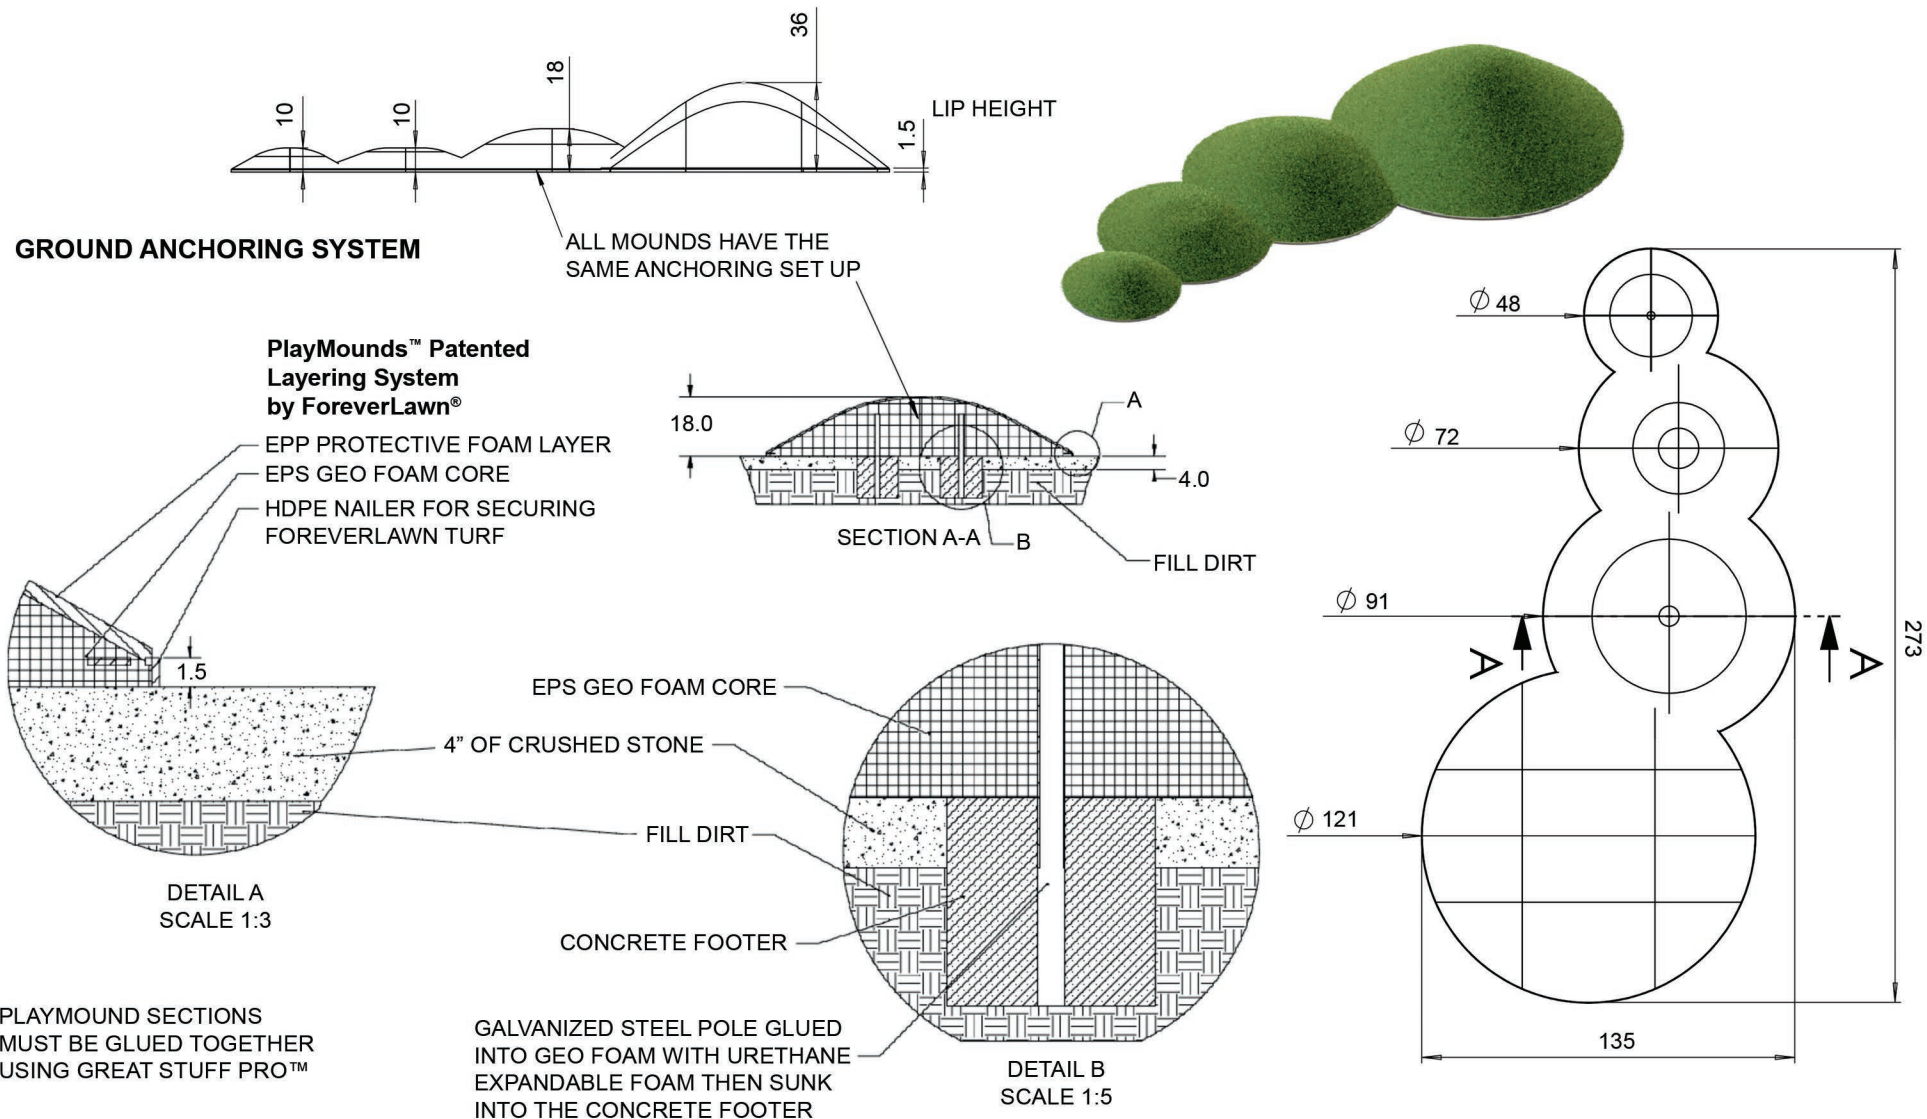 10
10
18
36
LIP HEIGHT
1.5
GROUND ANCHORING SYSTEM
ALL MOUNDS HAVE THE
SAME ANCHORING SET UP
PlayMounds™ Patented
Layering System
by ForeverLawn®
EPP PROTECTIVE FOAM LAYER
EPS GEO FOAM CORE
HDPE NAILER FOR SECURING
FOREVERLAWN TURF
1.5
18.0
A
4.0
SECTION A-A
B
FILL DIRT
EPS GEO FOAM CORE
4” OF CRUSHED STONE
FILL DIRT
CONCRETE FOOTER
DETAIL A
SCALE 1:3
PLAYMOUND SECTIONS
MUST BE GLUED TOGETHER
USING GREAT STUFF PRO™
GALVANIZED STEEL POLE GLUED
INTO GEO FOAM WITH URETHANE
EXPANDABLE FOAM THEN SUNK
INTO THE CONCRETE FOOTER
DETAIL B
SCALE 1:5
∅ 48
∅ 72
∅ 91
A
A
273
∅ 121
135